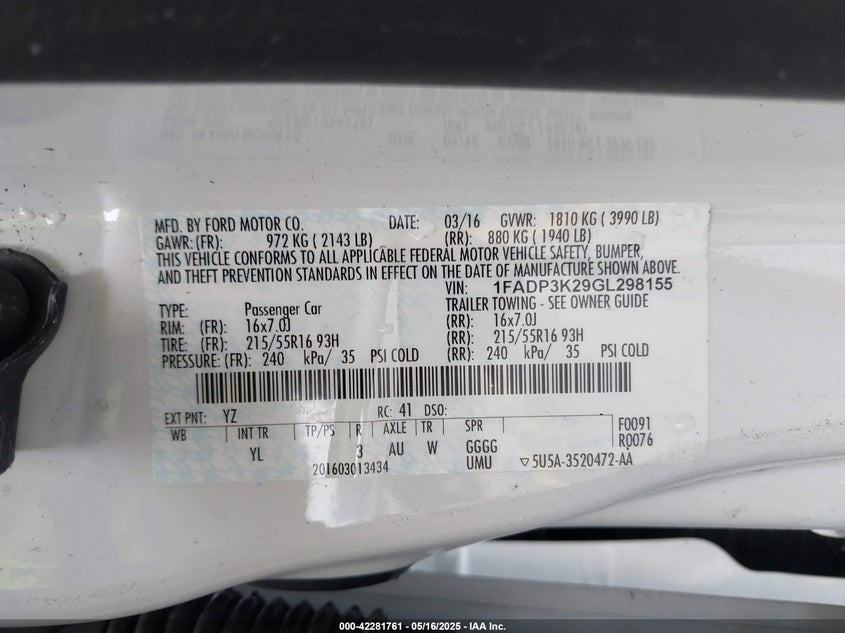 MFD. BY FORD MOTOR CO. DATE: 03/16 GVWR: 1810 KG ( 3990 LB)
GAWR: (FR): 972 KG ( 2143 LB) (RR): 880 KG ( 1940 LB)
THIS VEHICLE CONFORMS TO ALL APPLICABLE FEDERAL MOTOR VEHICLE SAFETY, BUMPER,
AND THEFT PREVENTION STANDARDS IN EFFECT ON THE DATE OF MANUFACTURE SHOWN ABOVE.
VIN: 1FADP3K29GL298155
TYPE: Passenger Car TRAILER TOWING - SEE OWNER GUIDE
RIM: (FR): 16x7.0J (RR): 16x7.0J
TIRE: (FR): 215/55R16 93H (RR): 215/55R16 93H
PRESSURE: (FR): 240 kPa/ 35 PSI COLD (RR): 240 kPa/ 35 PSI COLD
EXT PNT: YZ RC: 41 DSO:
WB INT TR TP/PS R AXLE TR SPR F0091
YL 3 AU W GGGG R0076
201603013434 UMU ▽5U5A-3520472-AA
000-42281761 - 05/16/2025 - IAA Inc.